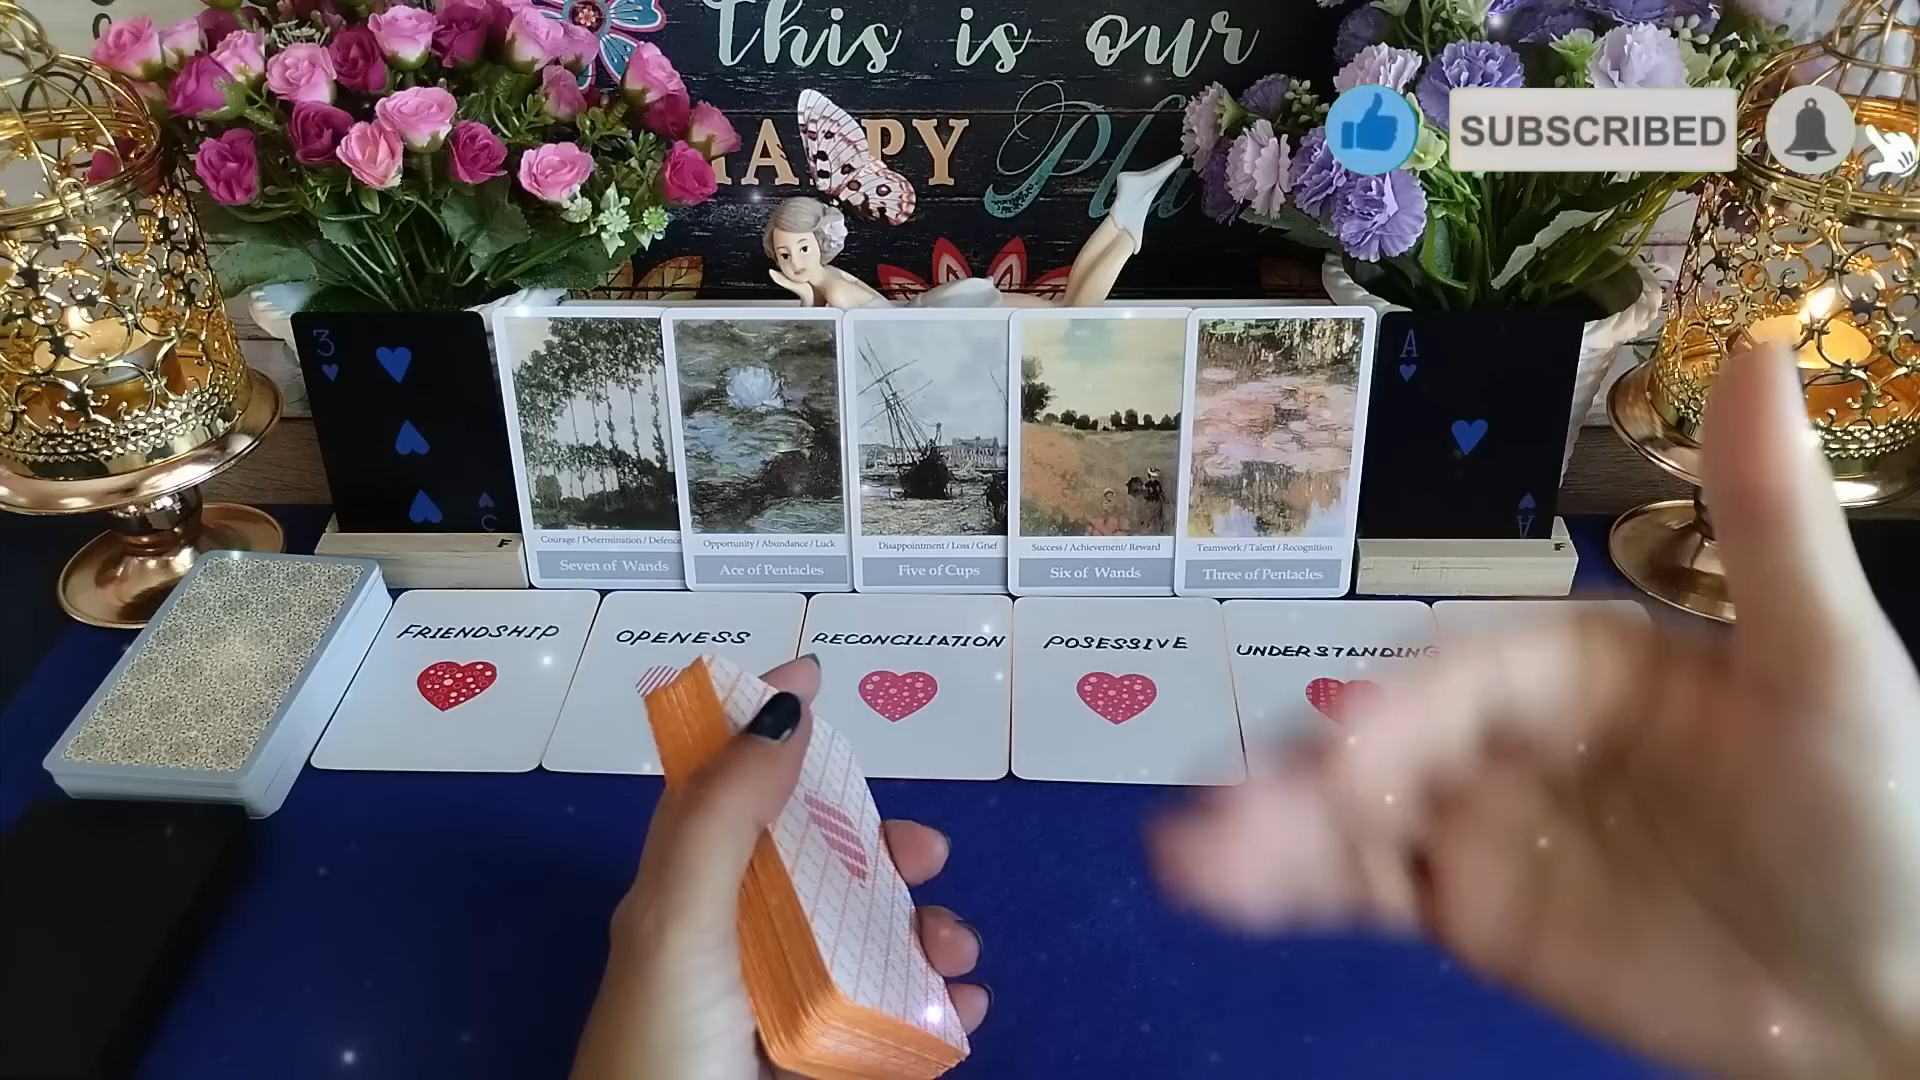 This is our
HAPPY Pla
SUBSCRIBED
3
A
Courage / Determination / Defence
Seven of Wands
Opportunity / Abundance / Luck
Ace of Pentacles
Disappointment / Loss / Grief
Five of Cups
Success / Achievement / Reward
Six of Wands
Teamwork / Talent / Recognition
Three of Pentacles
A
F
F
FRIENDSHIP
OPENESS
RECONCILIATION
POSESSIVE
UNDERSTANDING